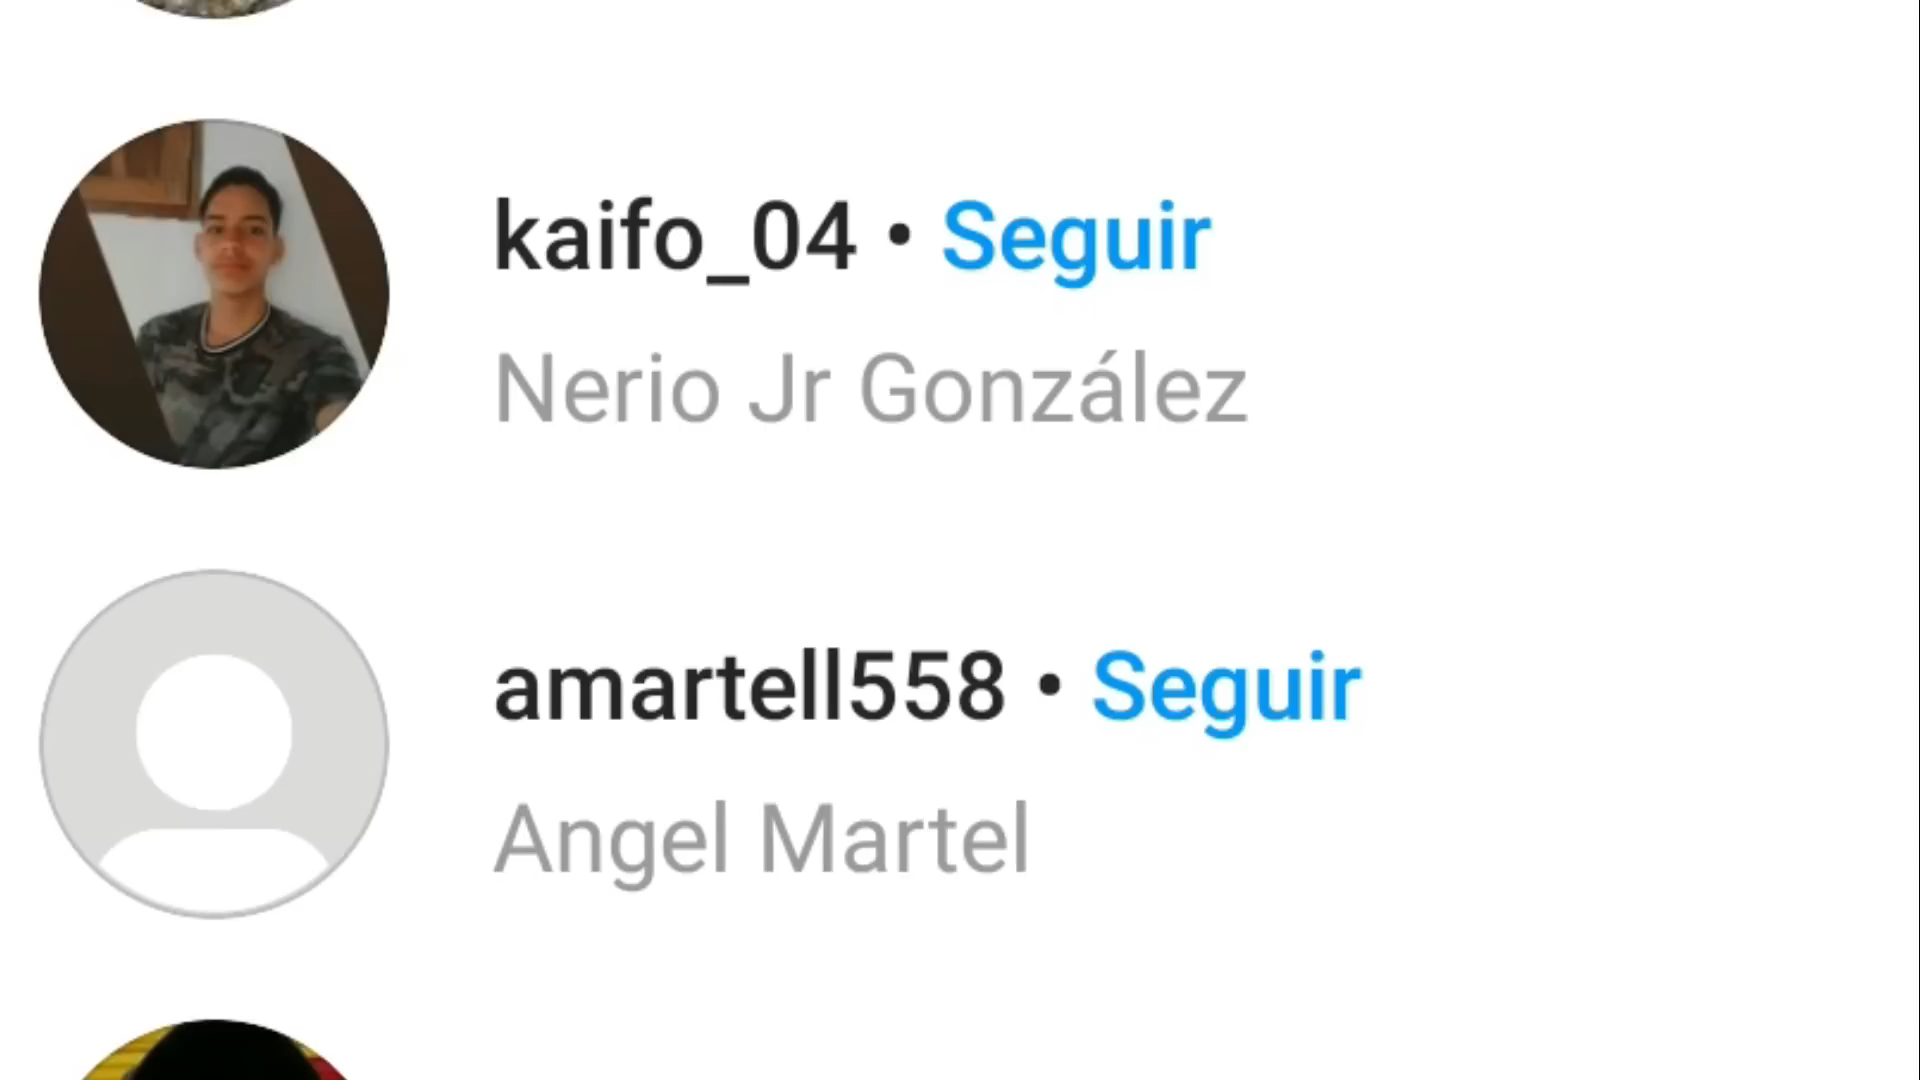 kaifo_04 • Seguir
Nerio Jr González
amartell558 • Seguir
Angel Martel